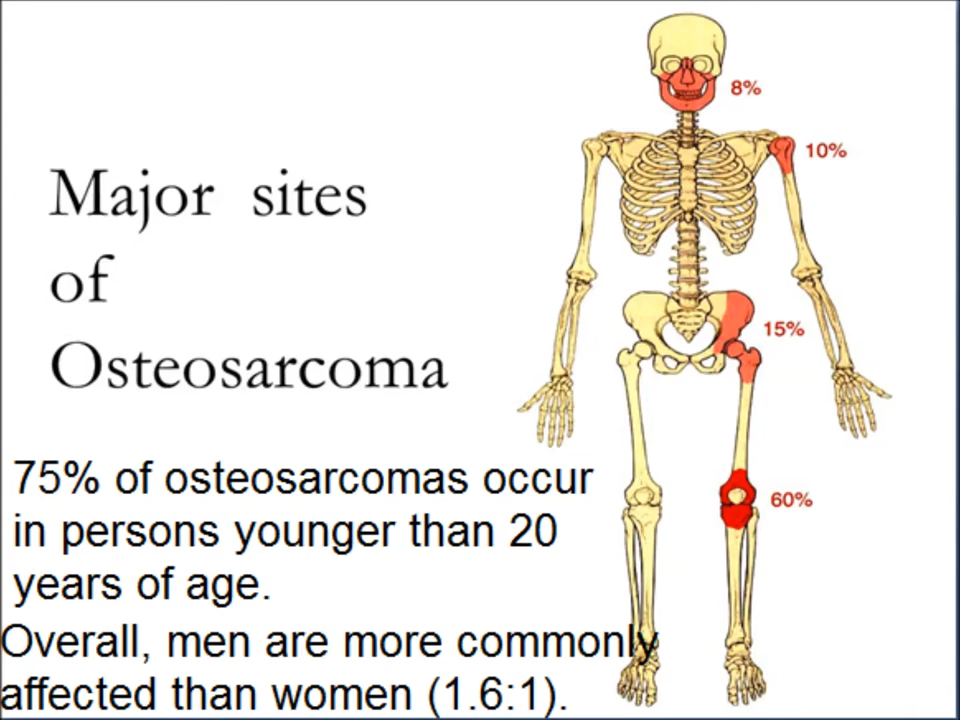 Major sites
of
Osteosarcoma
75% of osteosarcomas occur
in persons younger than 20
years of age.
Overall, men are more commonly
affected than women (1.6:1).
8%
10%
15%
60%